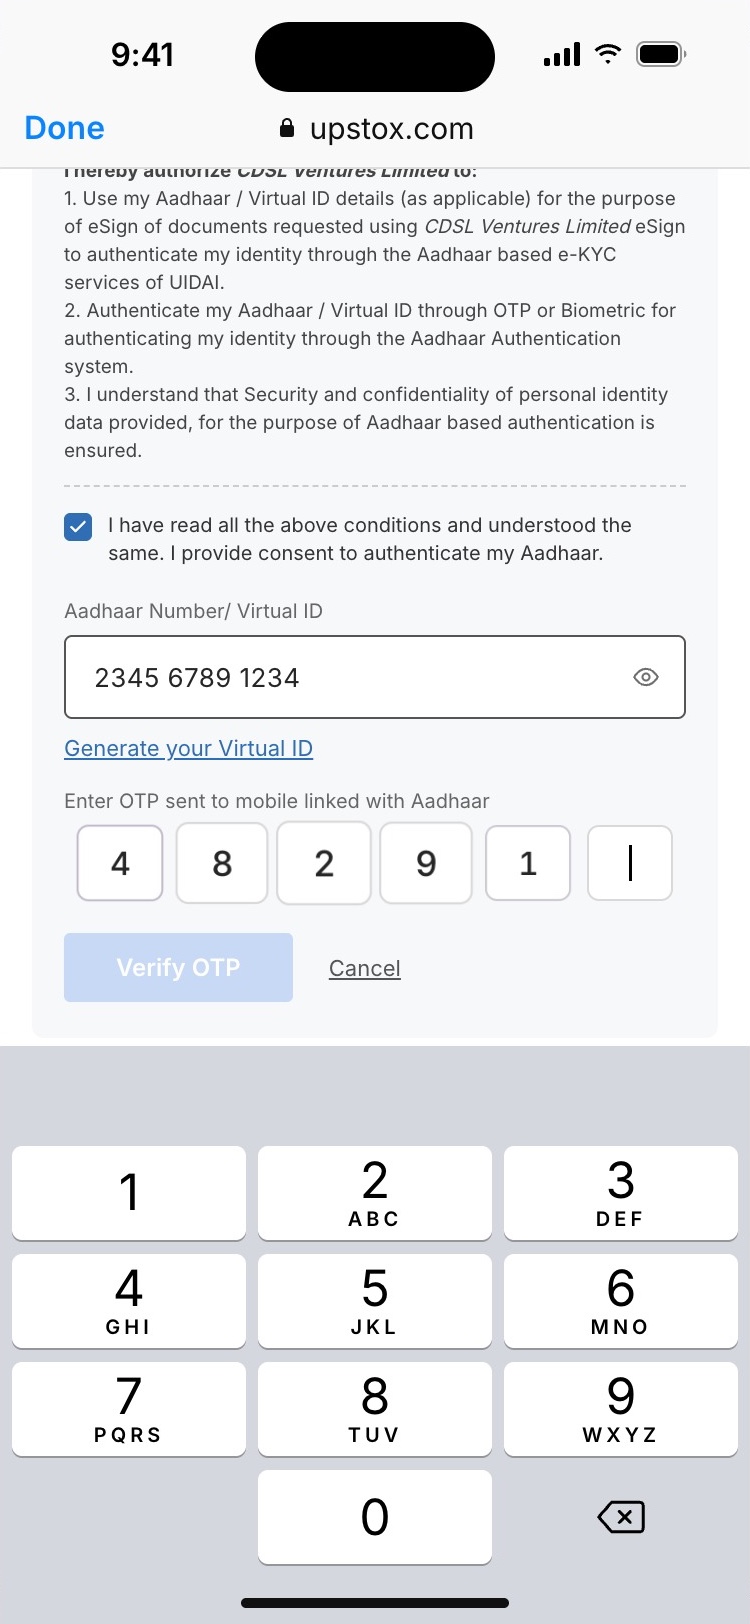 9:41
Done
upstox.com
I hereby authorize CDSL Ventures Limited to:
1. Use my Aadhaar / Virtual ID details (as applicable) for the purpose
of eSign of documents requested using CDSL Ventures Limited eSign
to authenticate my identity through the Aadhaar based e-KYC
services of UIDAI.
2. Authenticate my Aadhaar / Virtual ID through OTP or Biometric for
authenticating my identity through the Aadhaar Authentication
system.
3. I understand that Security and confidentiality of personal identity
data provided, for the purpose of Aadhaar based authentication is
ensured.
I have read all the above conditions and understood the
same. I provide consent to authenticate my Aadhaar.
Aadhaar Number/ Virtual ID
2345 6789 1234
Generate your Virtual ID
Enter OTP sent to mobile linked with Aadhaar
4 8 2 9 1
Verify OTP Cancel
1 2 3
ABC DEF
4 5 6
GHI JKL MNO
7 8 9
PQRS TUV WXYZ
0